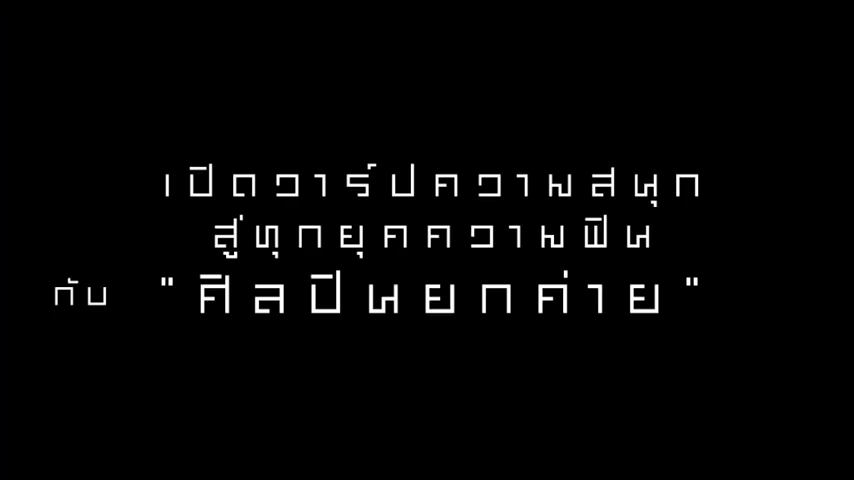 เปิดวาร์ปความสนุก
สู่ทุกยุคความฟิน
กับ "ศิลปินยกค่าย"